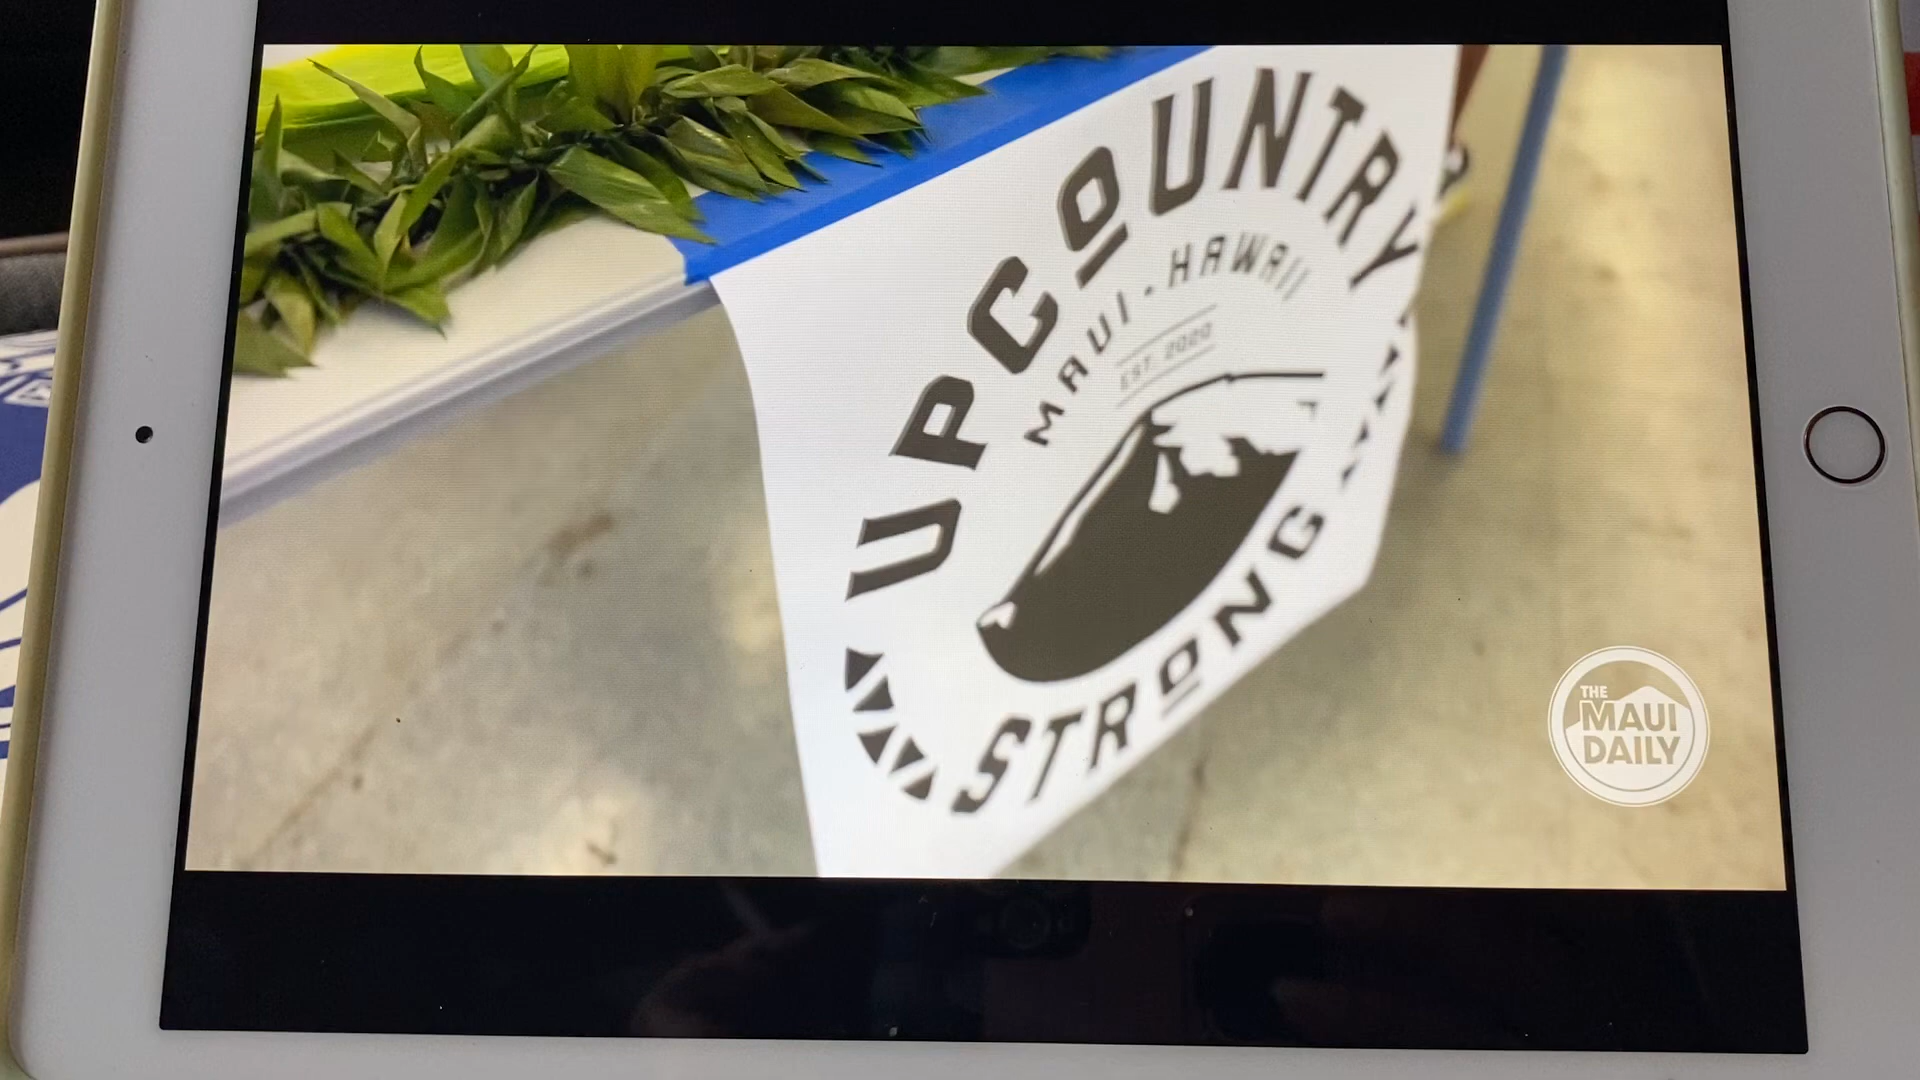 UPCOUNTRY
MAUI · HAWAII
EST. 2020
STRONG
THE
MAUI
DAILY